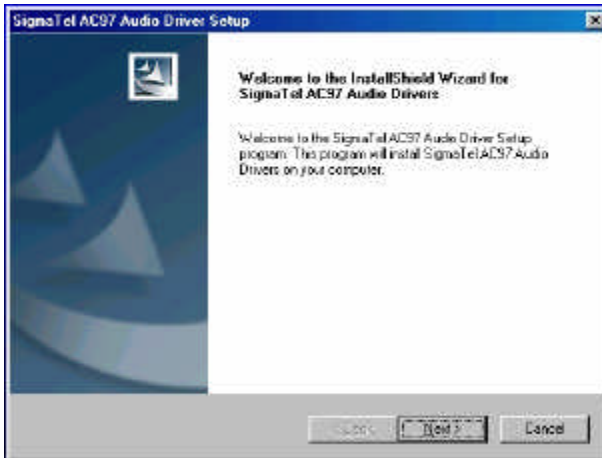 SigmaTel AC97 Audio Driver Setup
Welcome to the InstallShield Wizard for
SigmaTel AC97 Audio Drivers
Welcome to the SigmaTel AC97 Audio Driver Setup
program. This program will install SigmaTel AC97 Audio
Drivers on your computer.
< Back
Next >
Cancel